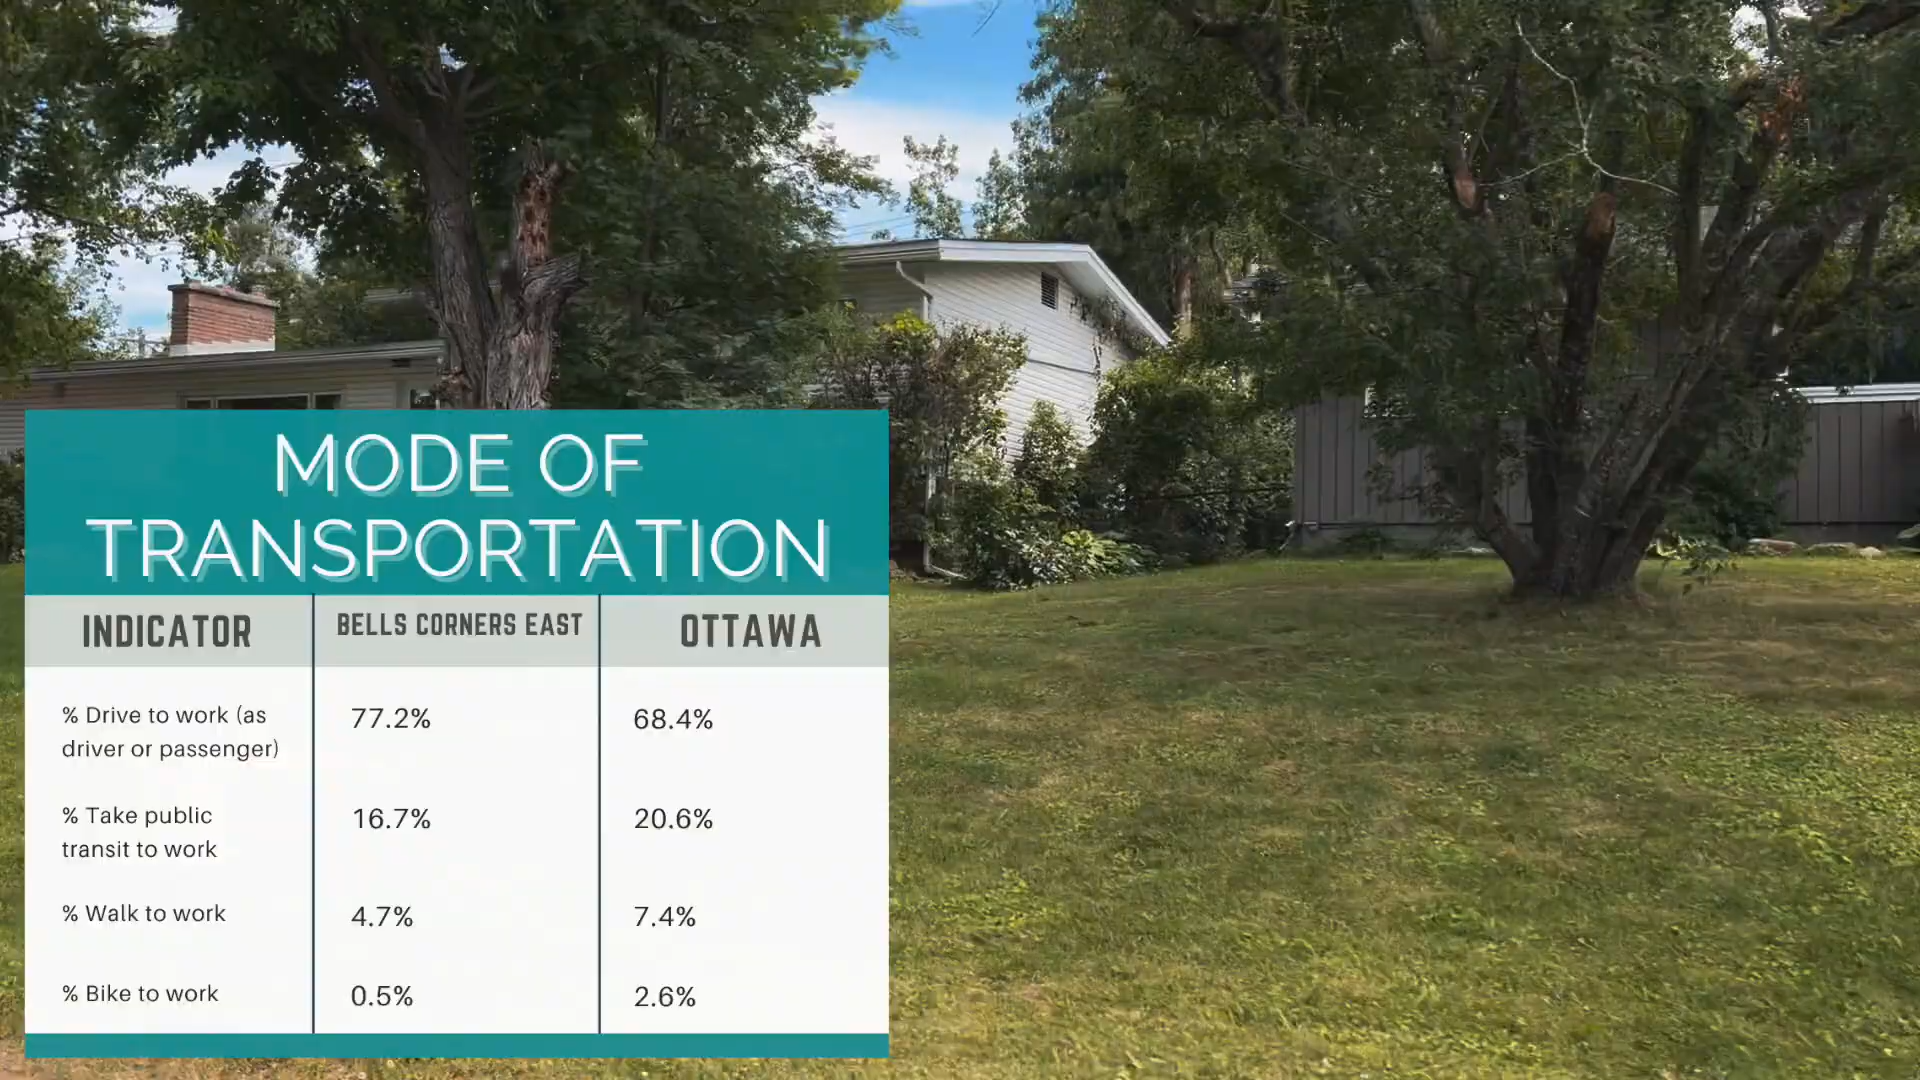 MODE OF
TRANSPORTATION
INDICATOR BELLS CORNERS EAST OTTAWA
% Drive to work (as
driver or passenger) 77.2% 68.4%
% Take public
transit to work 16.7% 20.6%
% Walk to work 4.7% 7.4%
% Bike to work 0.5% 2.6%